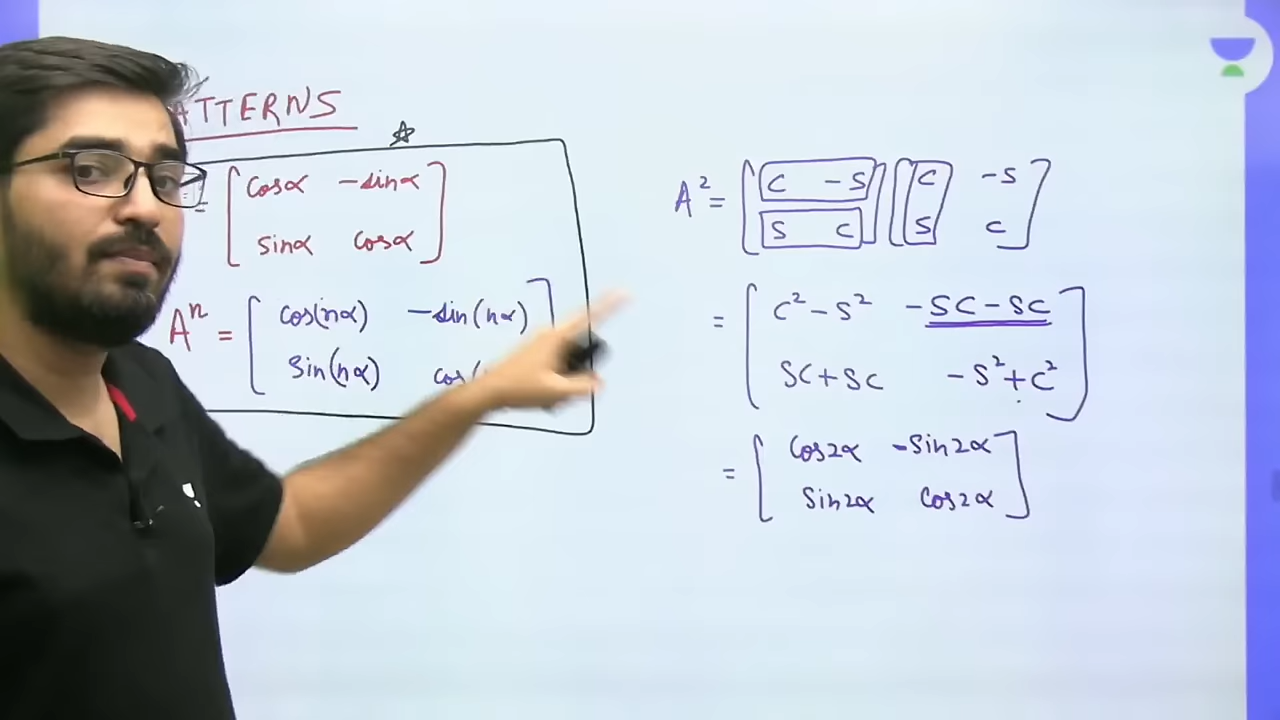 ATTERNS
= [cosα -sinα
sinα cosα]
Aⁿ = [cos(nα) -sin(nα)
sin(nα) cos(
A² = [c -s] [c -s]
s c s c
= [c²-s² -sc-sc
sc+sc -s²+c²]
= [cos2α -sin2α
sin2α cos2α]